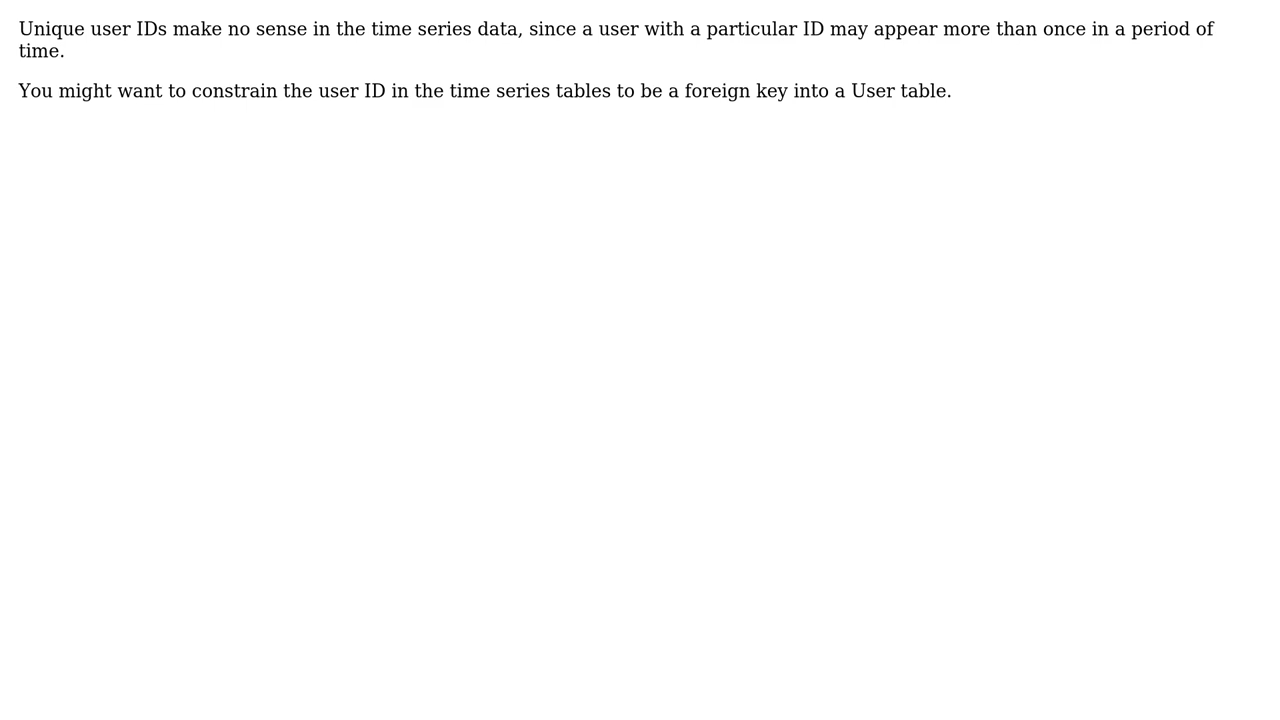 Unique user IDs make no sense in the time series data, since a user with a particular ID may appear more than once in a period of
time.
You might want to constrain the user ID in the time series tables to be a foreign key into a User table.